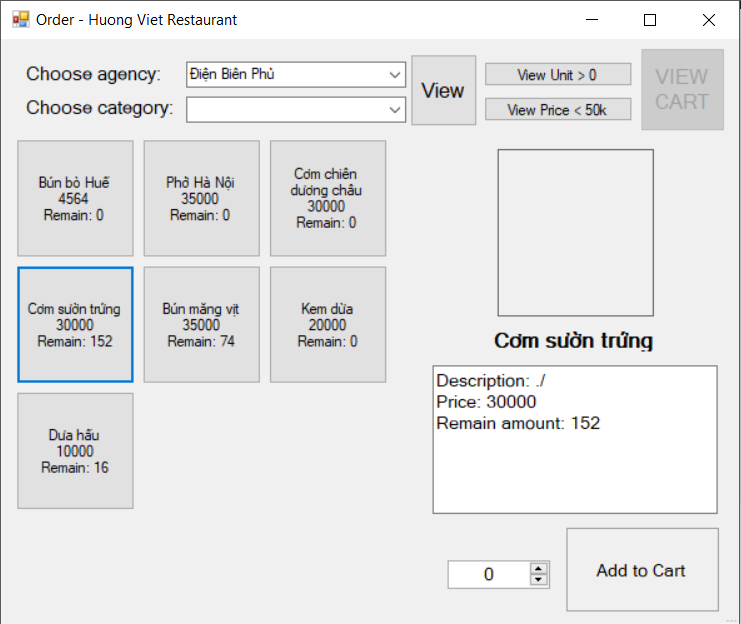 Order - Huong Viet Restaurant
Choose agency:
Điện Biên Phủ
View
View Unit > 0
VIEW
CART
Choose category:
View Price < 50k
Bún bò Huế
4564
Remain: 0
Phở Hà Nội
35000
Remain: 0
Cơm chiên
dương châu
30000
Remain: 0
Cơm sườn trứng
30000
Remain: 152
Bún măng vịt
35000
Remain: 74
Kem dừa
20000
Remain: 0
Dưa hấu
10000
Remain: 16
Cơm sườn trứng
Description: ./
Price: 30000
Remain amount: 152
0
Add to Cart